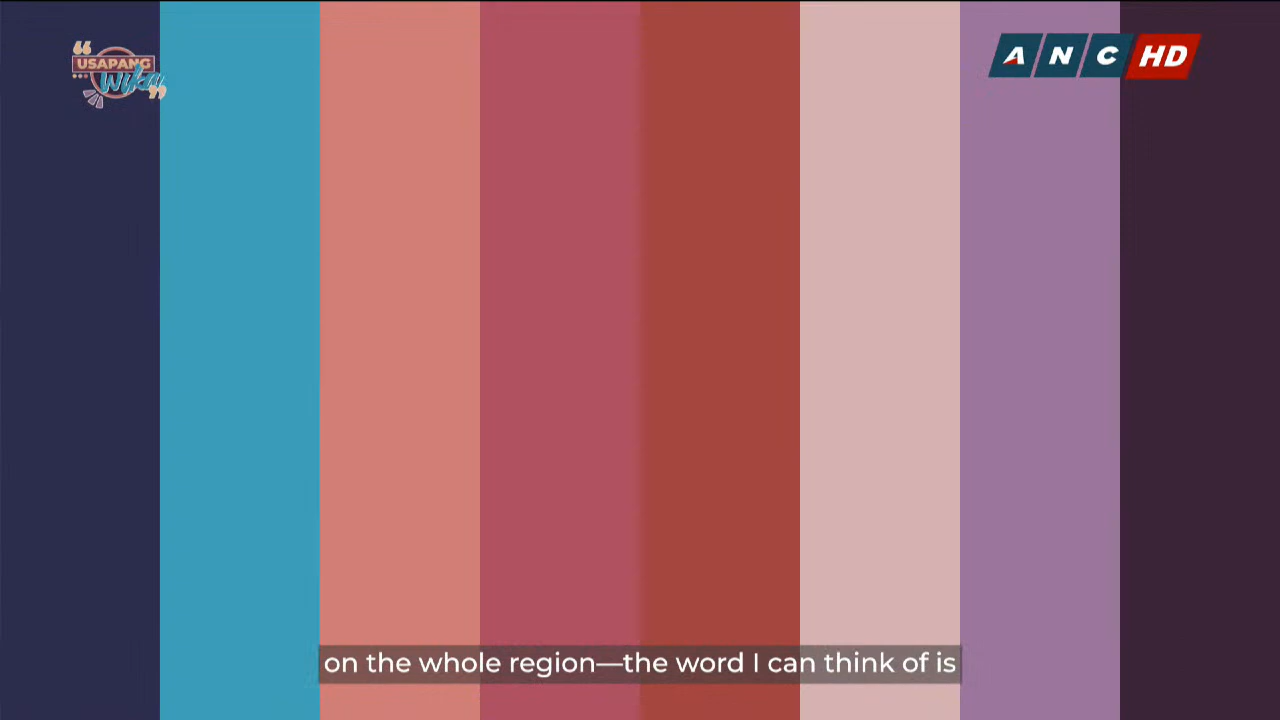 “
USAPANG
wika
”
ANC HD
on the whole region—the word I can think of is